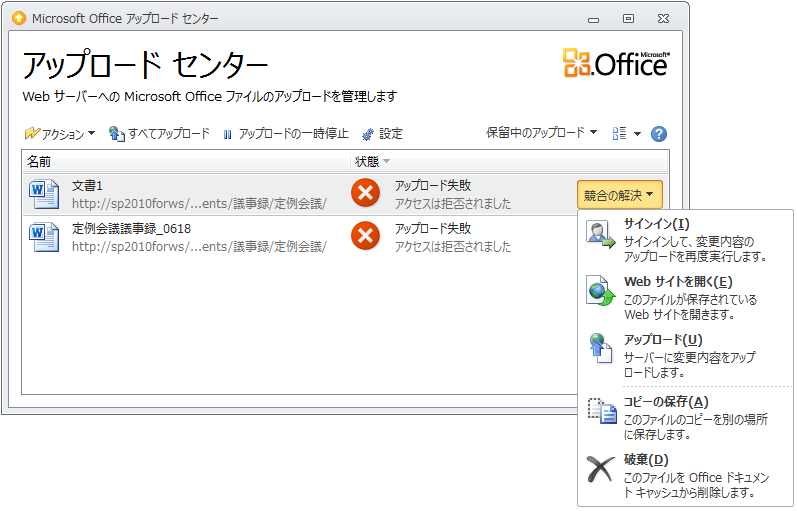 Microsoft Office アップロード センター
アップロード センター
Microsoft®
Office
Web サーバーへの Microsoft Office ファイルのアップロードを管理します
アクション すべてアップロード アップロードの一時停止 設定 保留中のアップロード
名前 状態
文書1 アップロード失敗 競合の解決
http://sp2010forws/...ents/議事録/定例会議/ アクセスは拒否されました
定例会議議事録_0618 アップロード失敗
http://sp2010forws/...ents/議事録/定例会議/ アクセスは拒否されました
サインイン(I)
サインインして、変更内容の
アップロードを再度実行します。
Web サイトを開く(E)
このファイルが保存されている
Web サイトを開きます。
アップロード(U)
サーバーに変更内容をアップ
ロードします。
コピーの保存(A)
このファイルのコピーを別の場所
に保存します。
破棄(D)
このファイルを Office ドキュメン
ト キャッシュから削除します。